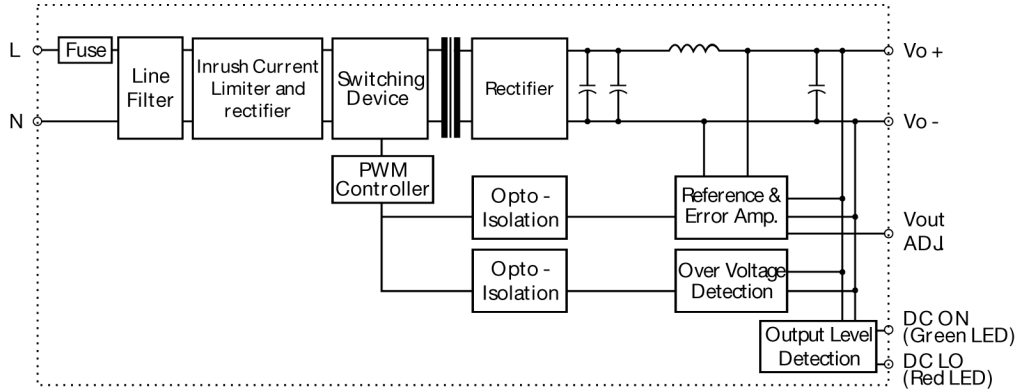 L
Fuse
Line
Filter
Inrush Current
Limiter and
rectifier
Switching
Device
Rectifier
Vo +
N
Vo -
PWM
Controller
Opto -
Isolation
Reference &
Error Amp.
Vout
ADJ.
Opto -
Isolation
Over Voltage
Detection
Output Level
Detection
DC ON
(Green LED)
DC LO
(Red LED)